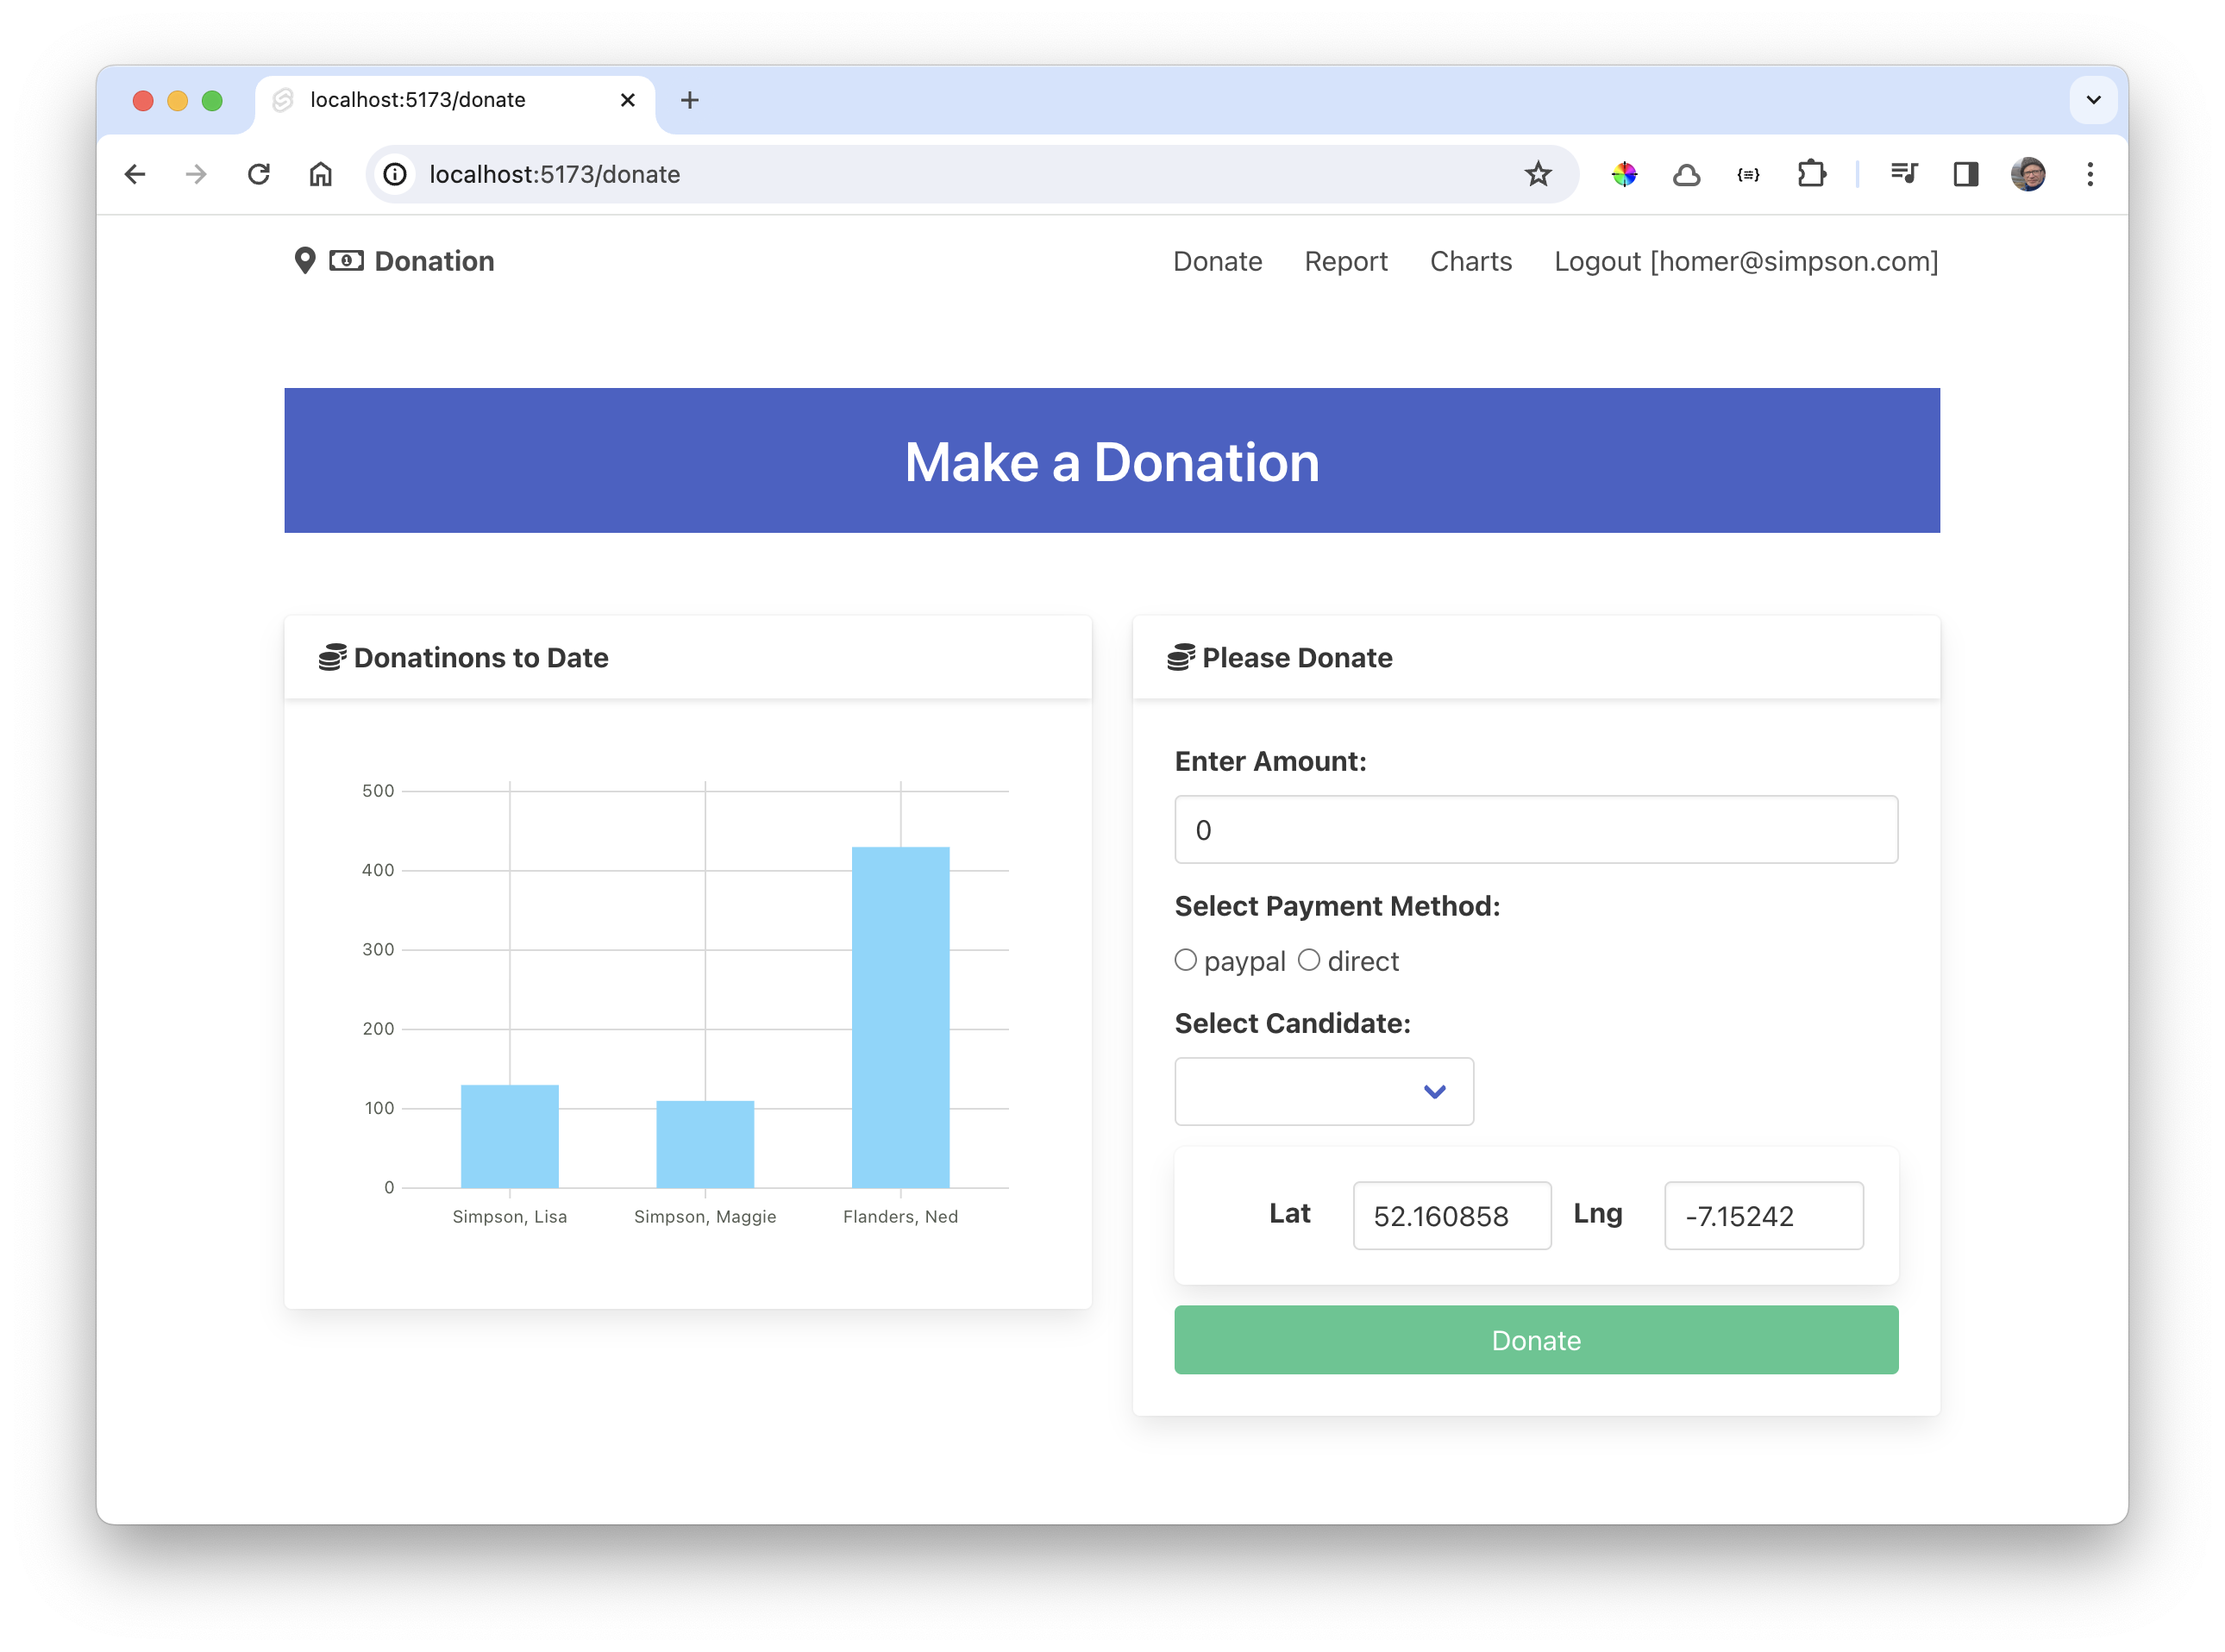 localhost:5173/donate
localhost:5173/donate
Donation
Donate Report Charts Logout [homer@simpson.com]
Make a Donation
Donatinons to Date
500
400
300
200
100
0
Simpson, Lisa Simpson, Maggie Flanders, Ned
Please Donate
Enter Amount:
0
Select Payment Method:
paypal direct
Select Candidate:
Lat 52.160858 Lng -7.15242
Donate